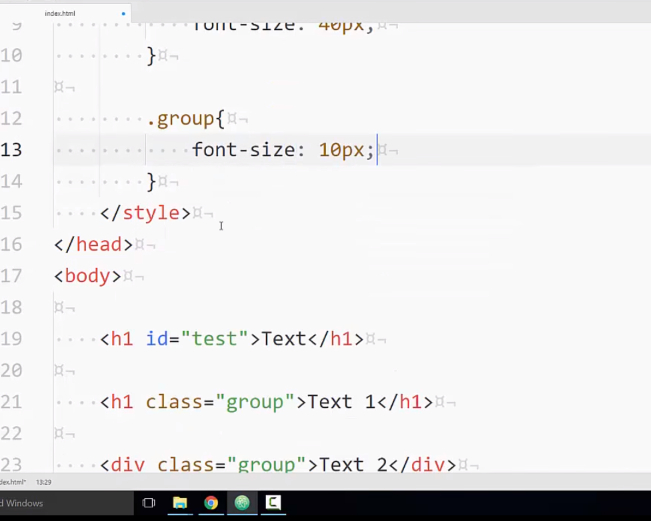 index.html
9 font-size: 40px;
10 }
11
12 .group{
13 font-size: 10px;
14 }
15 </style>
16 </head>
17 <body>
18
19 <h1 id="test">Text</h1>
20
21 <h1 class="group">Text 1</h1>
22
23 <div class="group">Text 2</div>
dex.html* 13:29
d Windows